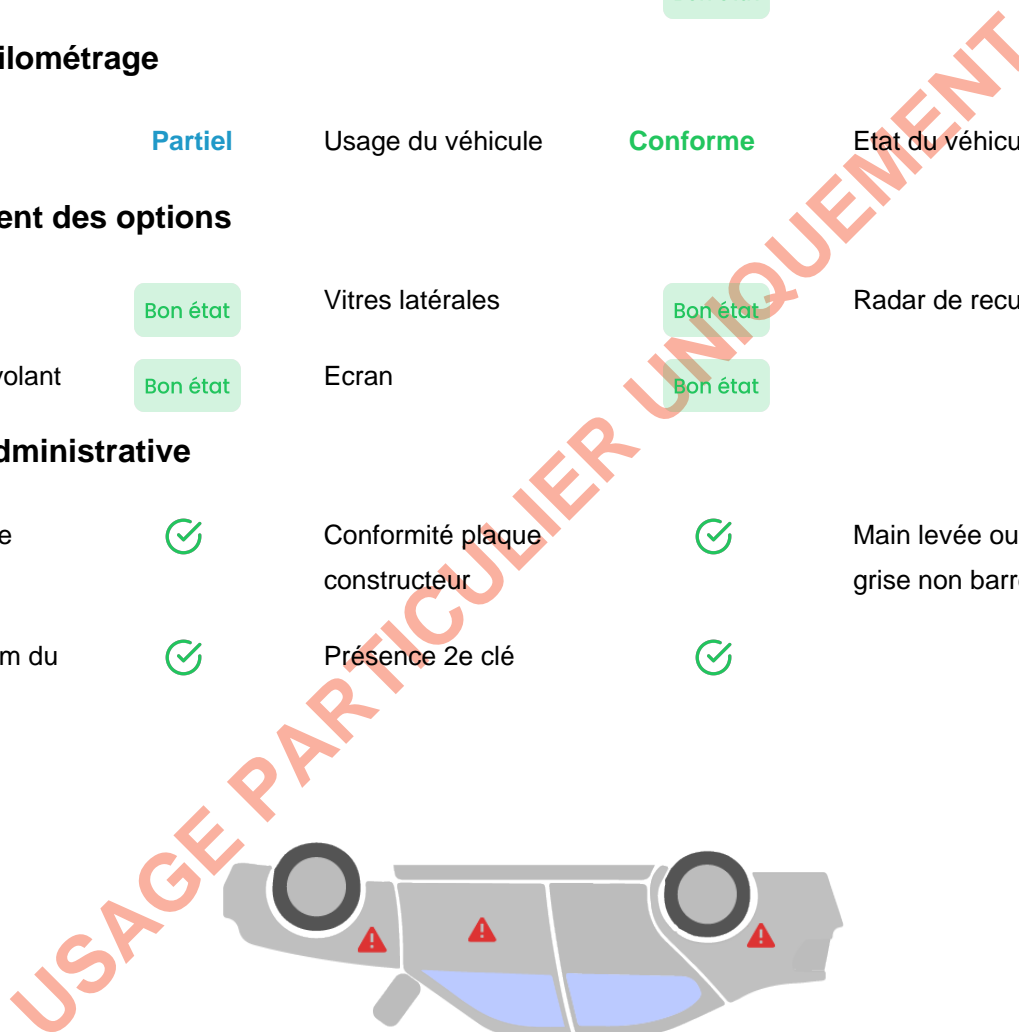 ilométrage
Partiel Usage du véhicule Conforme Etat du véhicu
ent des options
Bon état Vitres latérales Bon état Radar de recu
volant Bon état Ecran Bon état
dministrative
e Conformité plaque Main levée ou
constructeur grise non barr
m du Présence 2e clé
USAGE PARTICULIER UNIQUEMENT